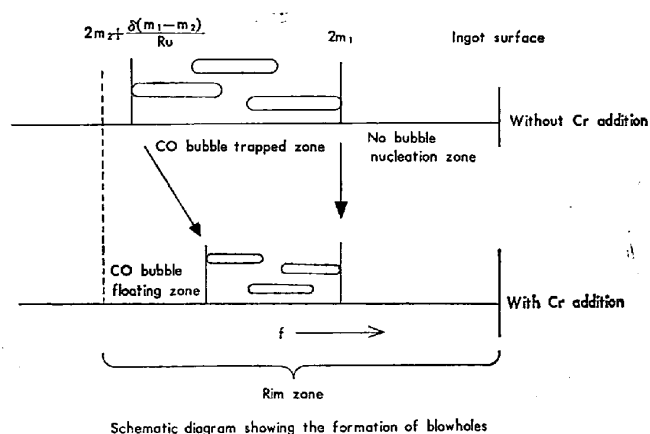 2m₂+δ(m₁−m₂)/Ru
2m₁
Ingot surface
Without Cr addition
CO bubble trapped zone
No bubble
nucleation zone
CO bubble
floating zone
With Cr addition
f
Rim zone
Schematic diagram showing the formation of blowholes